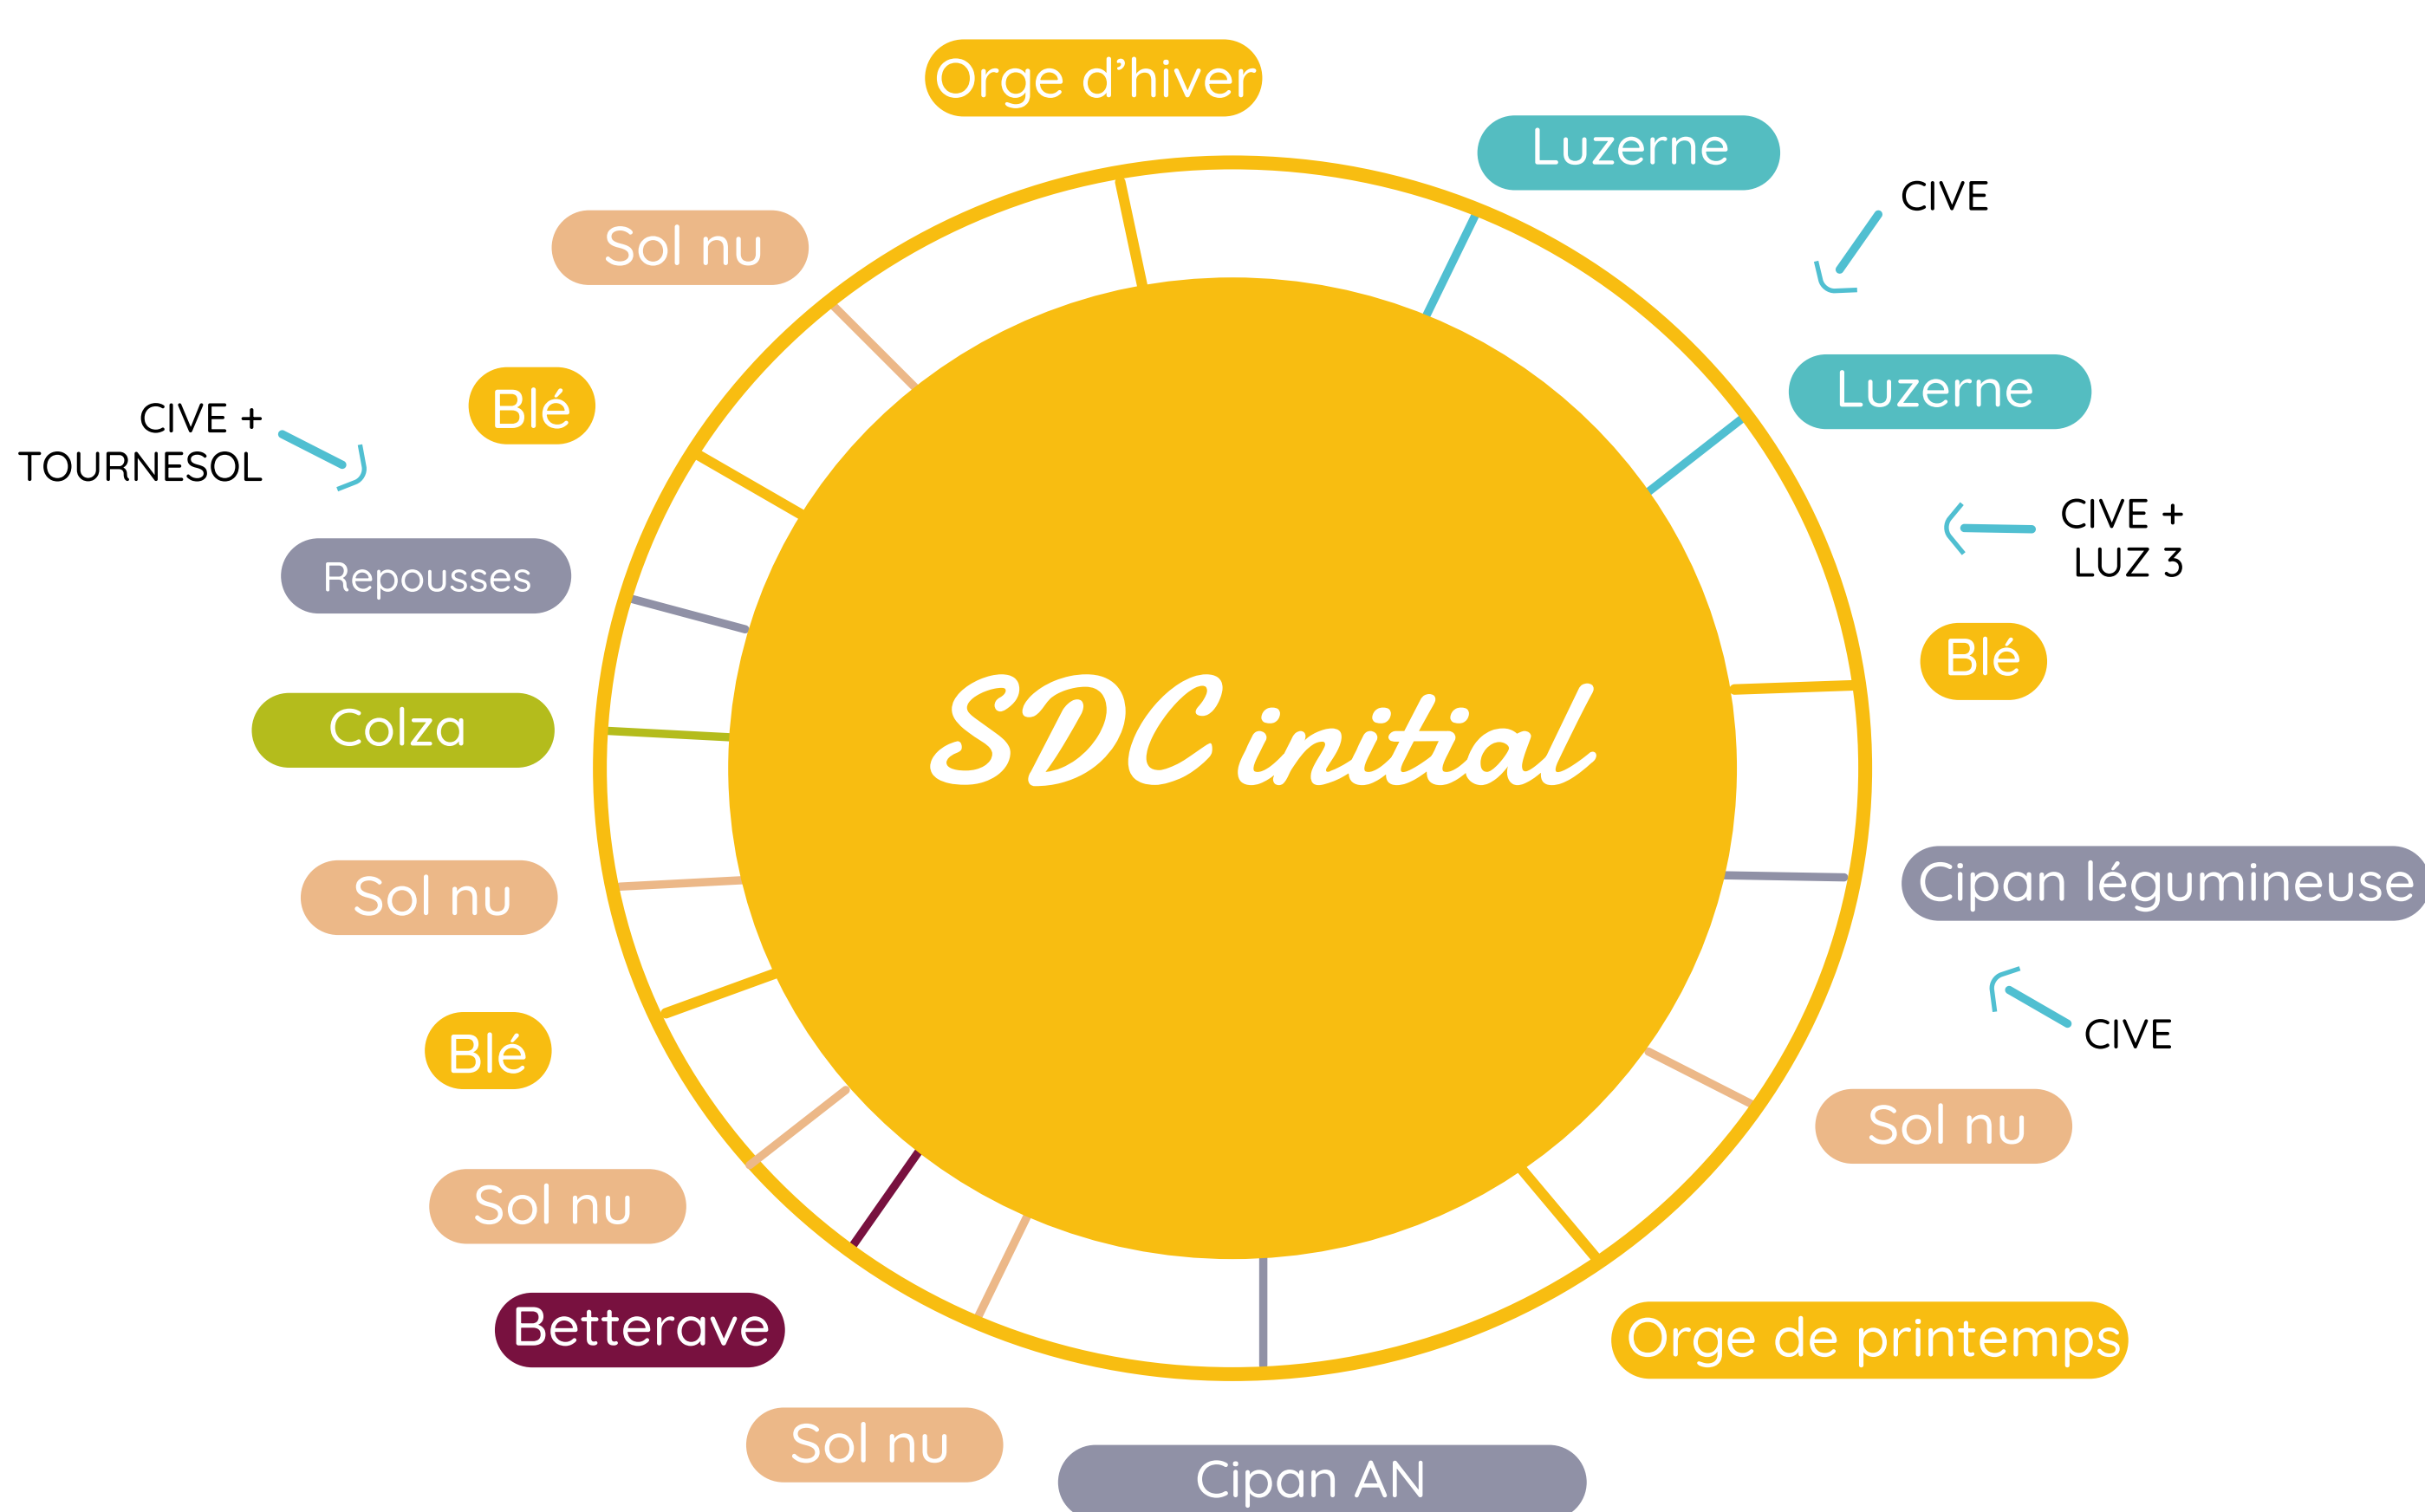 Orge d'hiver
Luzerne
CIVE
Sol nu
Luzerne
Blé
CIVE +
TOURNESOL
CIVE +
LUZ 3
Repousses
Blé
Colza
SDC initial
Cipan légumineuse
Sol nu
CIVE
Blé
Sol nu
Sol nu
Betterave
Orge de printemps
Sol nu
Cipan AN